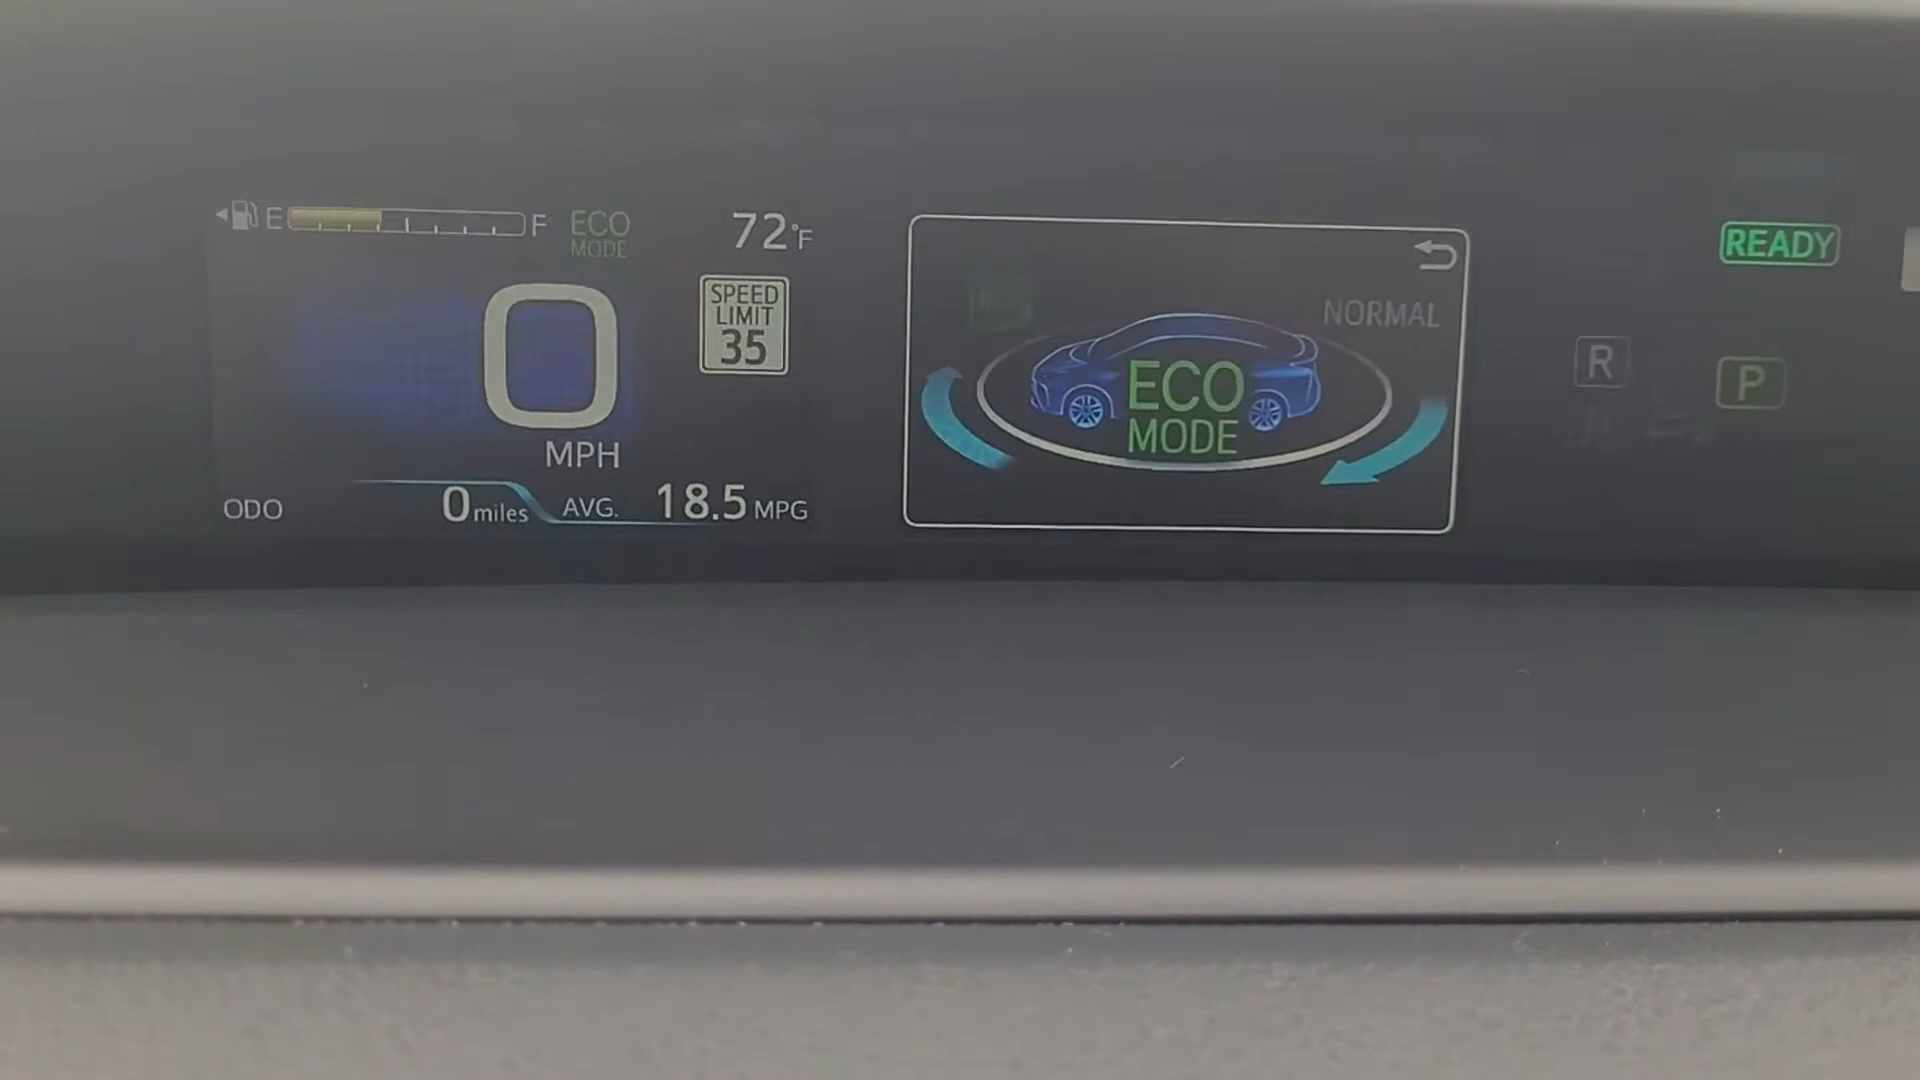 E F
ECO
MODE
72°F
SPEED
LIMIT
35
0
MPH
ODO
0 miles
AVG. 18.5 MPG
NORMAL
ECO
MODE
READY
R
P